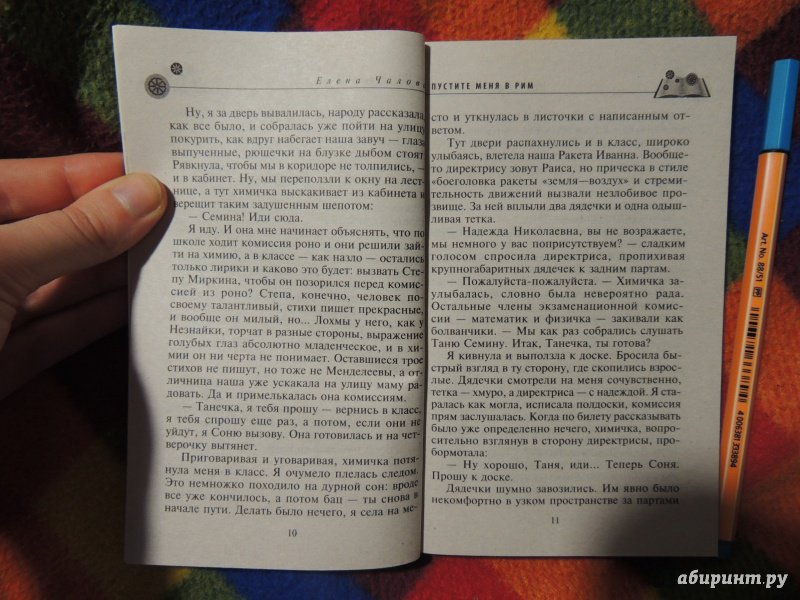 Елена Чалова
Ну, я за дверь вывалилась, народу рассказала,
как все было, и собралась уже пойти на улицу
покурить, как вдруг набегает наша завуч — глаза
выпученные, рюшечки на блузке дыбом стоят.
Рявкнула, чтобы мы в коридоре не толпились, —
и в кабинет. Ну, мы переползли к окну на лест-
нице, а тут химичка выскакивает из кабинета и
верещит таким задушенным шепотом:
— Семина! Иди сюда.
Я иду. И она мне начинает объяснять, что по
школе ходит комиссия роно и они решили зай-
ти на химию, а в классе — как назло — остались
только лирики и каково это будет: вызвать Сте-
пу Миркина, чтобы он позорился перед комис-
сией из роно? Степа, конечно, человек по-
своему талантливый, стихи пишет прекрасные,
и вообще он милый, но... Лохмы у него, как у
Незнайки, торчат в разные стороны, выражение
голубых глаз абсолютно младенческое, и в хи-
мии он ни черта не понимает. Оставшиеся трое
стихов не пишут, но тоже не Менделеевы, а от-
личница наша уже ускакала на улицу маму ра-
довать. Да и примелькалась она комиссиям.
— Танечка, я тебя прошу — вернись в класс,
я тебя спрошу еще раз, а потом, если они не
уйдут, я Соню вызову. Она готовилась и на чет-
верочку вытянет.
Приговаривая и уговаривая, химичка потя-
нула меня в класс. Я очумело плелась следом.
Это немножко походило на дурной сон: вроде
все уже кончилось, а потом бац — ты снова в
начале пути. Делать было нечего, я села на ме-
10
ПУСТИТЕ МЕНЯ В РИМ
сто и уткнулась в листочки с написанным от-
ветом.
Тут двери распахнулись и в класс, широко
улыбаясь, влетела наша Ракета Иванна. Вообще-
то директрису зовут Раиса, но прическа в стиле
«боеголовка ракеты «земля—воздух» и стреми-
тельность движений вызвали незлобивое про-
звище. За ней вплыли два дядечки и одна одыш-
ливая тетка.
— Надежда Николаевна, вы не возражаете,
мы немного у вас поприсутствуем? — сладким
голосом спросила директриса, пропихивая
крупногабаритных дядечек к задним партам.
— Пожалуйста-пожалуйста. — Химичка за-
улыбалась, словно была невероятно рада.
Остальные члены экзаменационной комис-
сии — математик и физичка — закивали как
болванчики. — Мы как раз собрались слушать
Таню Семину. Итак, Танечка, ты готова?
Я кивнула и выползла к доске. Бросила бы-
стрый взгляд в ту сторону, где скопились взрос-
лые. Дядечки смотрели на меня сочувственно,
тетка — хмуро, а директриса — с надеждой. Я ста-
ралась как могла, исписала полдоски, комиссия
прям заслушалась. Когда по билету рассказывать
было уже определенно нечего, химичка, вопро-
сительно взглянув в сторону директрисы, про-
бормотала:
— Ну хорошо, Таня, иди... Теперь Соня.
Прошу к доске.
Дядечки шумно завозились. Им явно было
некомфортно в узком пространстве за партами
11
Art. No. 88/51
4 006381 333894
абиринт.ру